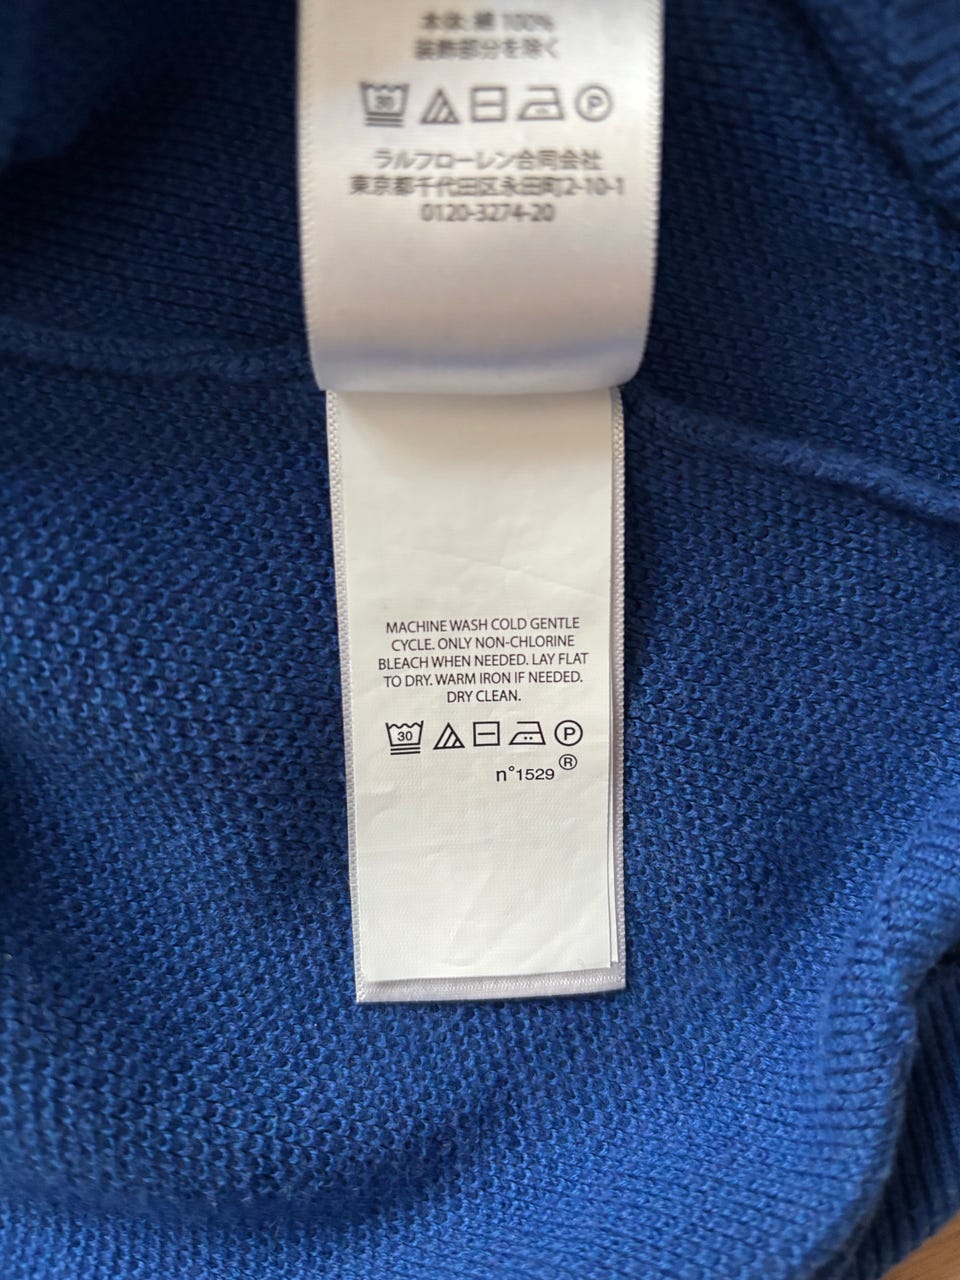 本体: 綿 100%
装飾部分を除く
30
P
ラルフローレン合同会社
東京都千代田区永田町2-10-1
0120-3274-20
MACHINE WASH COLD GENTLE
CYCLE. ONLY NON-CHLORINE
BLEACH WHEN NEEDED. LAY FLAT
TO DRY. WARM IRON IF NEEDED.
DRY CLEAN.
30
P
n°1529 ®